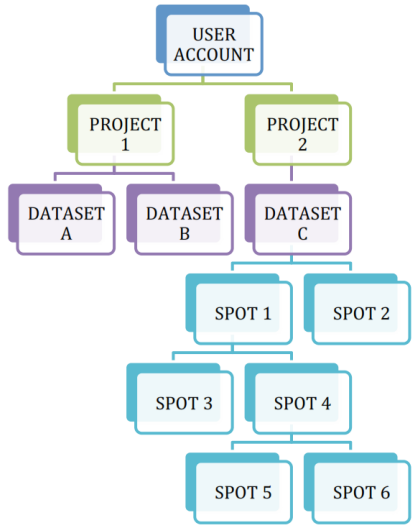 USER
ACCOUNT
PROJECT
1
PROJECT
2
DATASET
A
DATASET
B
DATASET
C
SPOT 1
SPOT 2
SPOT 3
SPOT 4
SPOT 5
SPOT 6